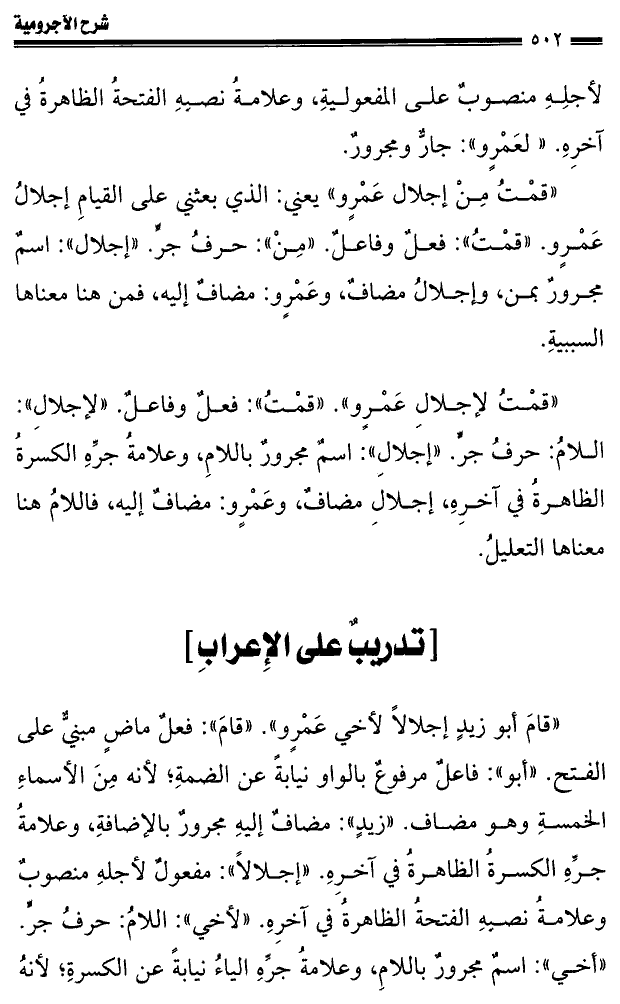 شرح الآجرومية
٥٠٢
لأجلِهِ منصوبٌ على المفعوليةِ، وعلامةُ نصبِهِ الفتحةُ الظاهرةُ في
آخرِهِ. « لعَمْرٍو»: جارٌّ ومجرورٌ.
«قمْتُ مِنْ إجلال عَمْرٍو» يعني: الذي بعثني على القيامِ إجلالُ
عَمْرٍو. «قمْتُ»: فعلٌ وفاعلٌ. «مِنْ»: حرفُ جرٍّ. «إجلال»: اسمٌ
مجرورٌ بمن، وإجلالُ مضافٌ، وعَمْرٍو: مضافٌ إليه، فمن هنا معناها
السببيةِ.
«قمْتُ لإجلالِ عَمْرٍو». «قمْتُ»: فعلٌ وفاعلٌ. «لإجلالِ»:
اللامُ: حرفُ جرٍّ. «إجلالِ»: اسمٌ مجرورٌ باللامِ، وعلامةُ جرِّهِ الكسرةُ
الظاهرةُ في آخرِهِ، إجلالِ مضافٌ، وعَمْرٍو: مضافٌ إليه، فاللامُ هنا
معناها التعليلُ.
[تدريبٌ على الإعرابِ]
«قامَ أبو زيدٍ إجلالاً لأخي عَمْرٍو». «قامَ»: فعلٌ ماضٍ مبنيٌّ على
الفتحِ. «أبو»: فاعلٌ مرفوعٌ بالواوِ نيابةً عن الضمةِ؛ لأنه مِنَ الأسماءِ
الخمسةِ وهو مضاف. «زيدٍ»: مضافٌ إليهِ مجرورٌ بالإضافةِ، وعلامةُ
جرِّهِ الكسرةُ الظاهرةُ في آخرِهِ. «إجلالاً»: مفعولٌ لأجلهِ منصوبٌ
وعلامةُ نصبِهِ الفتحةُ الظاهرةُ في آخرِهِ. «لأخي»: اللامُ: حرفُ جرٍّ.
«أخي»: اسمٌ مجرورٌ باللامِ، وعلامةُ جرِّهِ الياءُ نيابةً عن الكسرةِ؛ لأنهُ